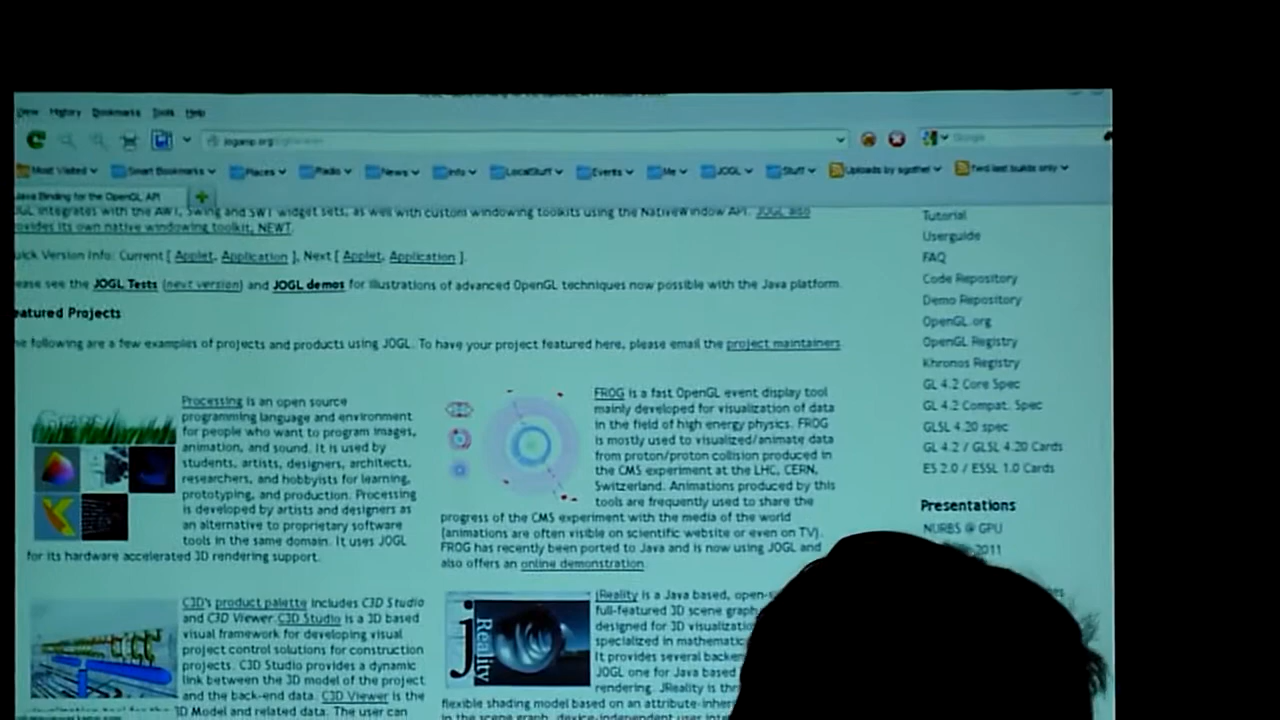 View History Bookmarks Tools Help
jogamp.org
Google
Most Visited Smart Bookmarks Places Radio News Info LocalStuff Events Me JOGL Stuff Uploads by sgothel
Java Binding for the OpenGL API
integrates with the AWT, Swing and SWT widget sets, as well with custom windowing toolkits using the NativeWindow API. JOGL also
ovides its own native windowing toolkit, NEWT.
uick Version Info: Current [ Applet, Application ], Next [ Applet, Application ].
ease see the JOGL Tests (next version) and JOGL demos for illustrations of advanced OpenGL techniques now possible with the Java platform.
eatured Projects
he following are a few examples of projects and products using JOGL. To have your project featured here, please email the project maintainers
Processing is an open source
programming language and environment
for people who want to program images,
animation, and sound. It is used by
students, artists, designers, architects,
researchers, and hobbyists for learning,
prototyping, and production. Processing
is developed by artists and designers as
an alternative to proprietary software
tools in the same domain. It uses JOGL
for its hardware accelerated 3D rendering support.
FROG is a fast OpenGL event display tool
mainly developed for visualization of data
in the field of high energy physics. FROG
is mostly used to visualized/animate data
from proton/proton collision produced in
the CMS experiment at the LHC, CERN,
Switzerland. Animations produced by this
tools are frequently used to share the
progress of the CMS experiment with the media of the world
(animations are often visible on scientific website or even on TV).
FROG has recently been ported to Java and is now using JOGL and
also offers an online demonstration.
C3D's product palette includes C3D Studio
and C3D Viewer. C3D Studio is a 3D based
visual framework for developing visual
project control solutions for construction
projects. C3D Studio provides a dynamic
link between the 3D model of the project
and the back-end data. C3D Viewer is the
3D Model and related data. The user can
jReality
jReality is a Java based, open-s
full-featured 3D scene graph
designed for 3D visualizatio
specialized in mathematic
It provides several backen
JOGL one for Java based
rendering. JReality is thre
flexible shading model based on an attribute-inheri
in the scene graph, device-independent user inte
Tutorial
Userguide
FAQ
Code Repository
Demo Repository
OpenGL.org
OpenGL Registry
Khronos Registry
GL 4.2 Core Spec
GL 4.2 Compat. Spec
GLSL 4.20 spec
GL 4.2 / GLSL 4.20 Cards
ES 2.0 / ESSL 1.0 Cards
Presentations
NURBS @ GPU
2011